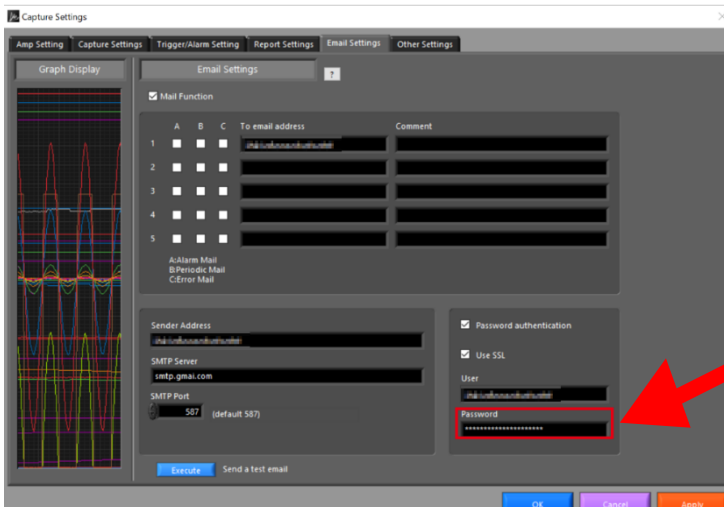 Capture Settings
Amp Setting Capture Settings Trigger/Alarm Setting Report Settings Email Settings Other Settings
Graph Display Email Settings ?
Mail Function
A B C To email address Comment
1
2
3
4
5
A:Alarm Mail
B:Periodic Mail
C:Error Mail
Sender Address
SMTP Server
smtp.gmai.com
SMTP Port
587 (default 587)
Password authentication
Use SSL
User
Password
*********************
Execute Send a test email
OK Cancel Apply